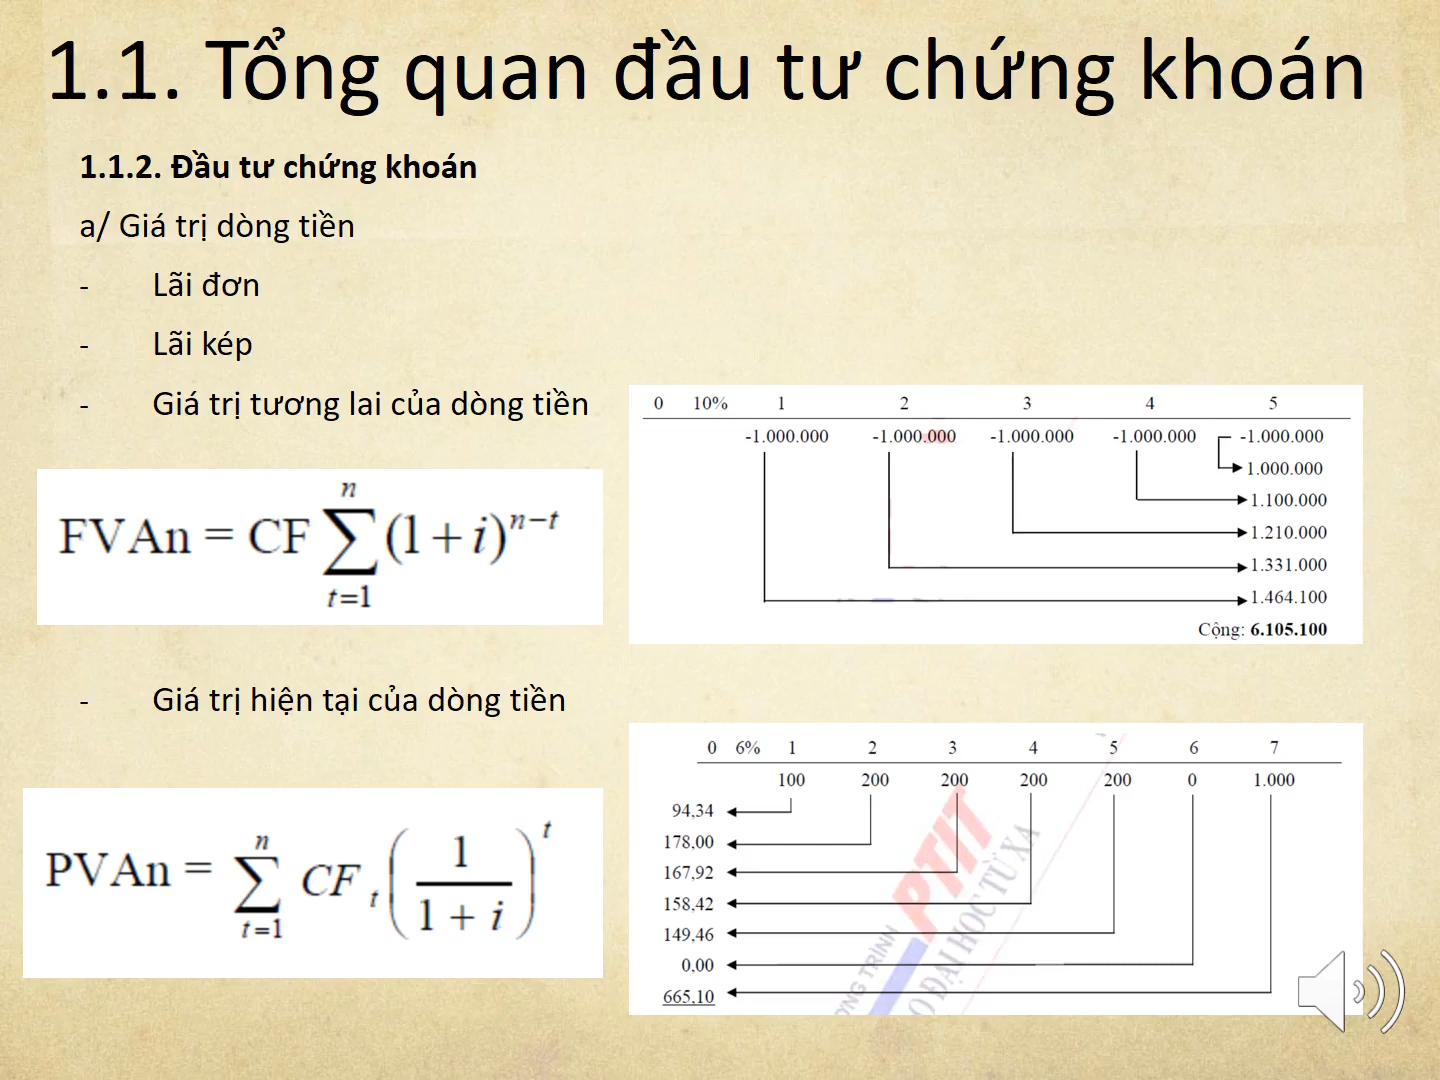 1.1. Tổng quan đầu tư chứng khoán
1.1.2. Đầu tư chứng khoán
a/ Giá trị dòng tiền
- Lãi đơn
- Lãi kép
- Giá trị tương lai của dòng tiền
FVAn = CF ∑ (1+i)^{n-t}
n
t=1
0 10% 1 2 3 4 5
-1.000.000 -1.000.000 -1.000.000 -1.000.000 -1.000.000
1.000.000
1.100.000
1.210.000
1.331.000
1.464.100
Cộng: 6.105.100
- Giá trị hiện tại của dòng tiền
PVAn = ∑ CF_t (1 / (1 + i))^t
n
t=1
0 6% 1 2 3 4 5 6 7
100 200 200 200 200 0 1.000
94,34
178,00
167,92
158,42
149,46
0,00
665,10
PTIT
ĐẠI HỌC TỪ XA
TRÌNH